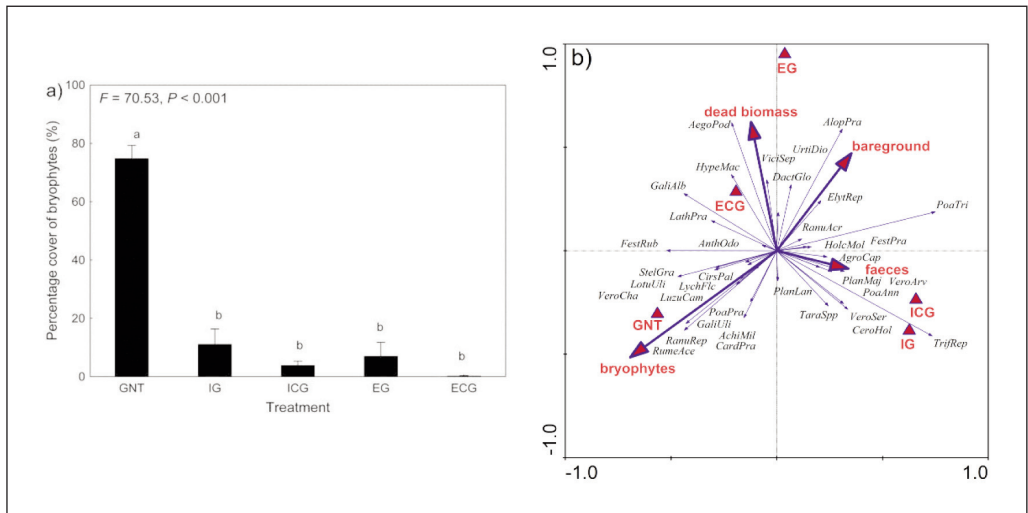 a)
F = 70.53, P < 0.001
Percentage cover of bryophytes (%)
100
80
60
40
20
0
a
b
b
b
b
GNT
IG
ICG
EG
ECG
Treatment
b)
1.0
-1.0
-1.0
1.0
EG
dead biomass
AegoPod
AlopPra
UrtiDio
bareground
ViciSep
HypeMac
DactGlo
GaliAlb
ECG
ElytRep
PoaTri
LathPra
RanuAcr
FestRub
AnthOdo
HolcMol
FestPra
AgroCap
StelGra
CirsPal
faeces
LotuUli
LychFlc
PlanMaj
VeroArv
VeroCha
LuzuCam
PlanLan
PoaAnn
ICG
GNT
PoaPra
TaraSpp
VeroSer
GaliUli
CeroHol
IG
RanuRep
AchiMil
TrifRep
RumeAce
CardPra
bryophytes